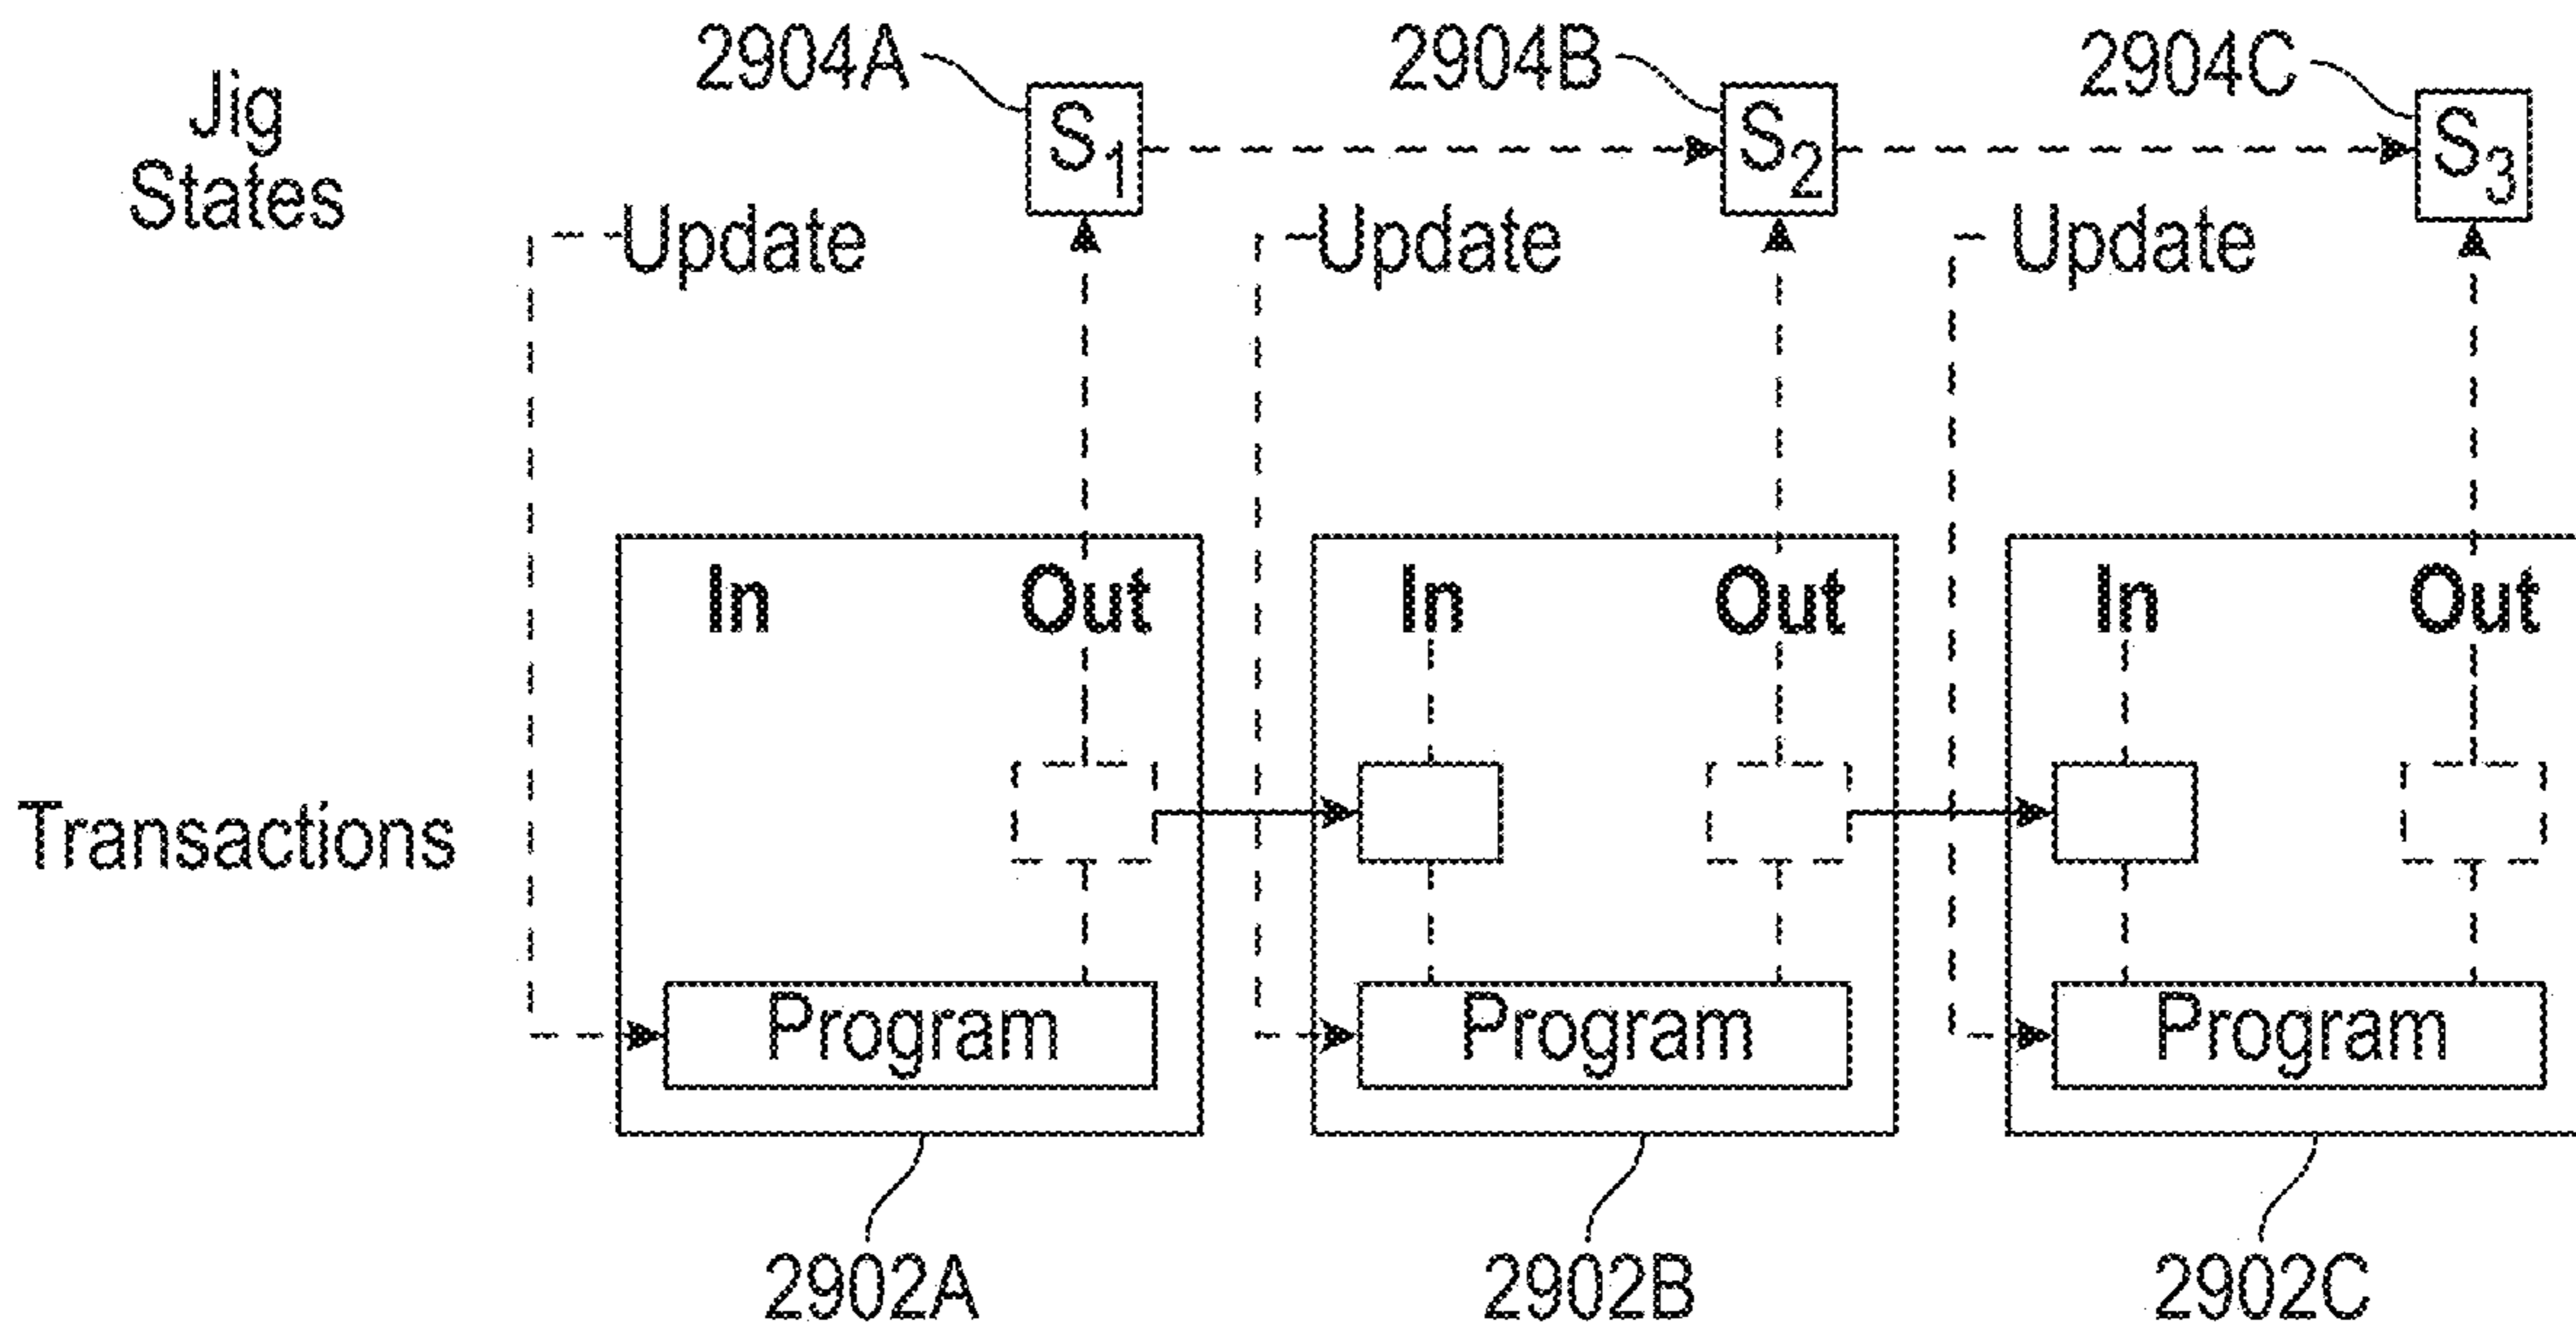 2904A
2904B
2904C
Jig
States
S1
S2
S3
Update
Update
Update
In
Out
In
Out
In
Out
Transactions
Program
Program
Program
2902A
2902B
2902C